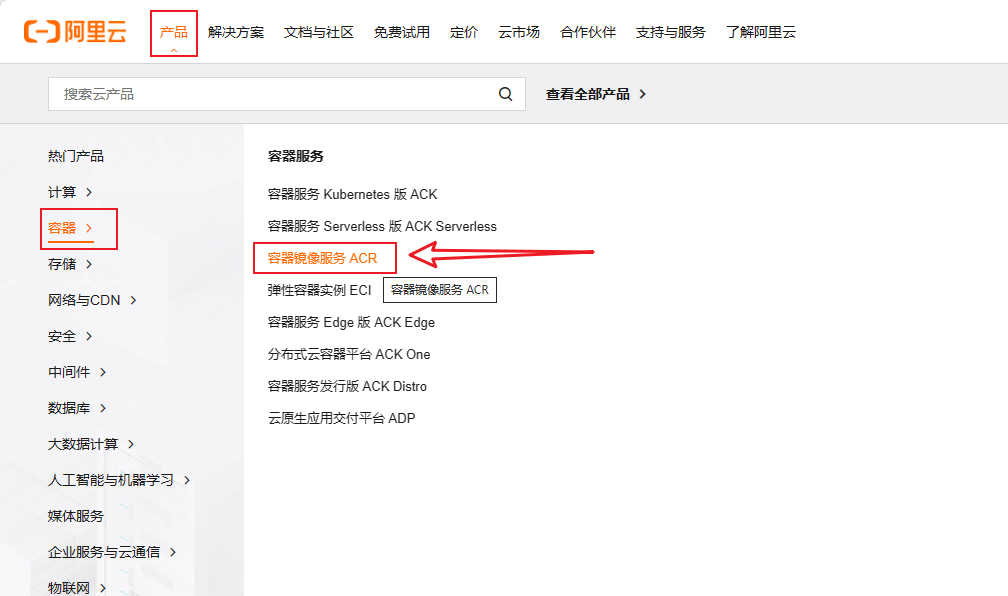 阿里云 产品 解决方案 文档与社区 免费试用 定价 云市场 合作伙伴 支持与服务 了解阿里云
搜索云产品 查看全部产品
热门产品
计算
容器
存储
网络与CDN
安全
中间件
数据库
大数据计算
人工智能与机器学习
媒体服务
企业服务与云通信
物联网
容器服务
容器服务 Kubernetes 版 ACK
容器服务 Serverless 版 ACK Serverless
容器镜像服务 ACR
弹性容器实例 ECI
容器镜像服务 ACR
容器服务 Edge 版 ACK Edge
分布式云容器平台 ACK One
容器服务发行版 ACK Distro
云原生应用交付平台 ADP